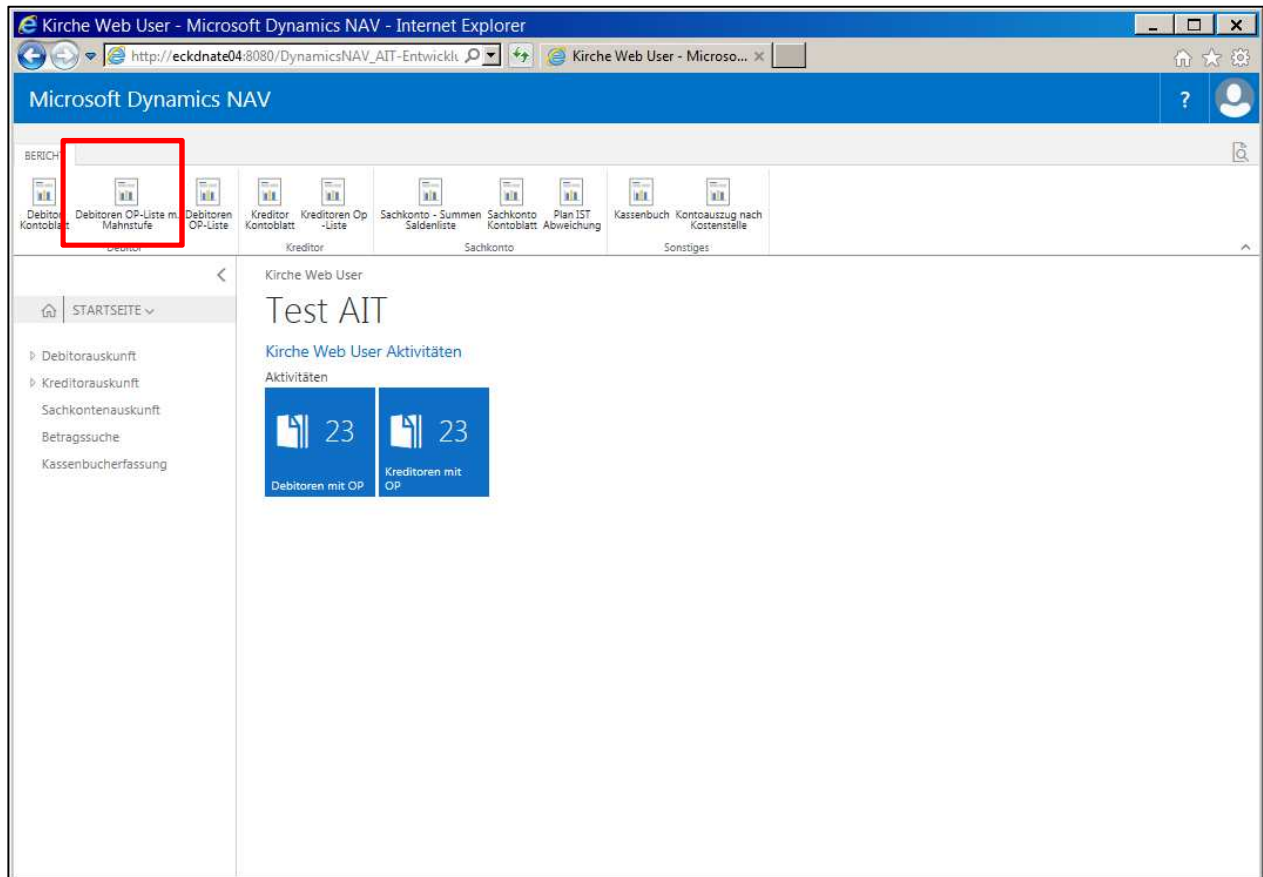 Kirche Web User - Microsoft Dynamics NAV - Internet Explorer
http://eckdnate04:8080/DynamicsNAV_AIT-Entwickl
Kirche Web User - Microso...
Microsoft Dynamics NAV
?
BERICHT
Debitor Kontoblatt
Debitoren OP-Liste m. Mahnstufe
Debitoren OP-Liste
Kreditor Kontoblatt
Kreditoren Op -Liste
Sachkonto - Summen Saldenliste
Sachkonto Kontoblatt
Plan IST Abweichung
Kassenbuch
Kontoauszug nach Kostenstelle
Debitor
Kreditor
Sachkonto
Sonstiges
Kirche Web User
STARTSEITE
Test AIT
Debitorauskunft
Kreditorauskunft
Sachkontenauskunft
Betragssuche
Kassenbucherfassung
Kirche Web User Aktivitäten
Aktivitäten
23
Debitoren mit OP
23
Kreditoren mit
OP